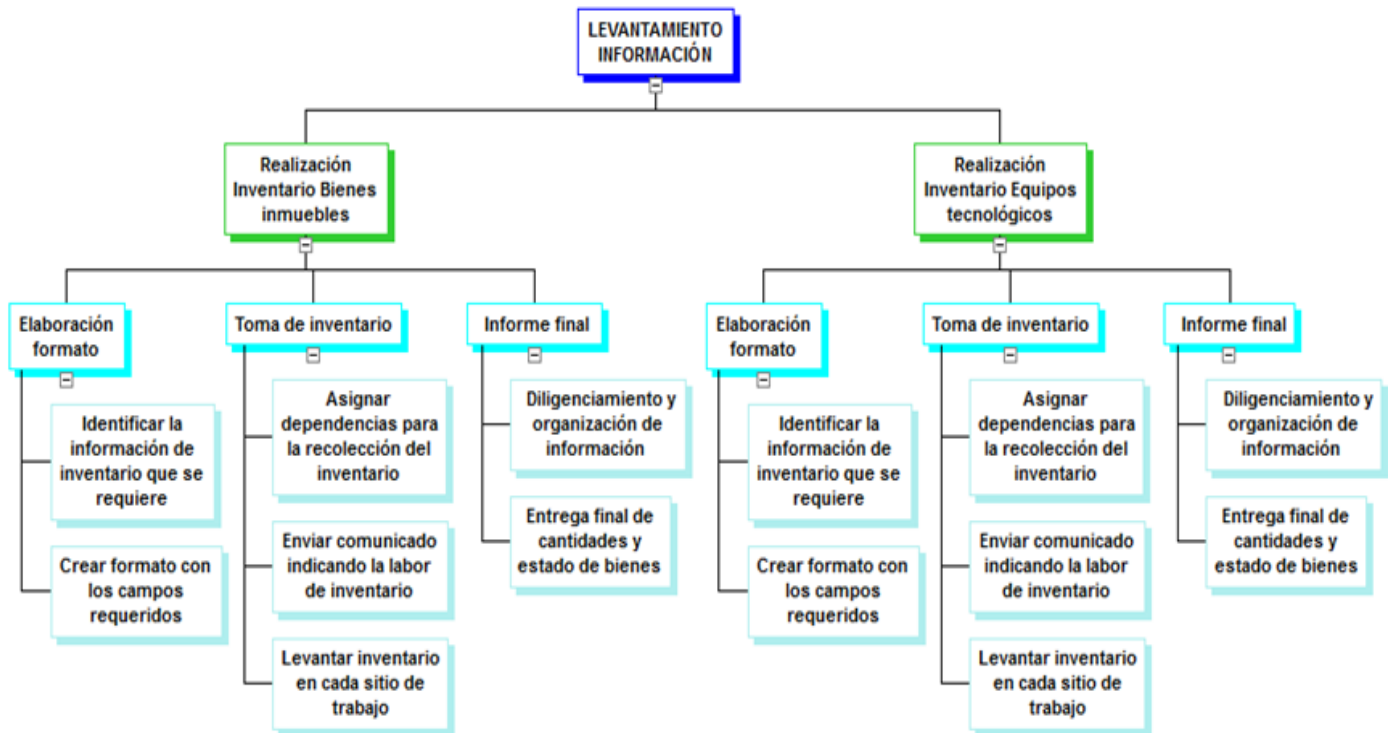 LEVANTAMIENTO
INFORMACIÓN
Realización
Inventario Bienes
inmuebles
Realización
Inventario Equipos
tecnológicos
Elaboración
formato
Toma de inventario
Informe final
Elaboración
formato
Toma de inventario
Informe final
Identificar la
información de
inventario que se
requiere
Crear formato con
los campos
requeridos
Asignar
dependencias para
la recolección del
inventario
Enviar comunicado
indicando la labor
de inventario
Levantar inventario
en cada sitio de
trabajo
Diligenciamiento y
organización de
información
Entrega final de
cantidades y
estado de bienes
Identificar la
información de
inventario que se
requiere
Crear formato con
los campos
requeridos
Asignar
dependencias para
la recolección del
inventario
Enviar comunicado
indicando la labor
de inventario
Levantar inventario
en cada sitio de
trabajo
Diligenciamiento y
organización de
información
Entrega final de
cantidades y
estado de bienes